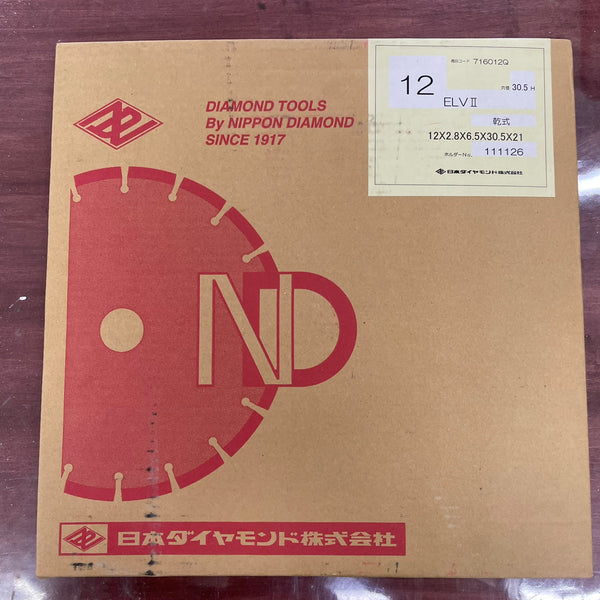 DIAMOND TOOLS
By NIPPON DIAMOND
SINCE 1917
商品コード 716012Q
12
穴径 30.5 H
ELVⅡ
乾式
12X2.8X6.5X30.5X21
ホルダーNo. 111126
日本ダイヤモンド株式会社
ND
日本ダイヤモンド株式会社